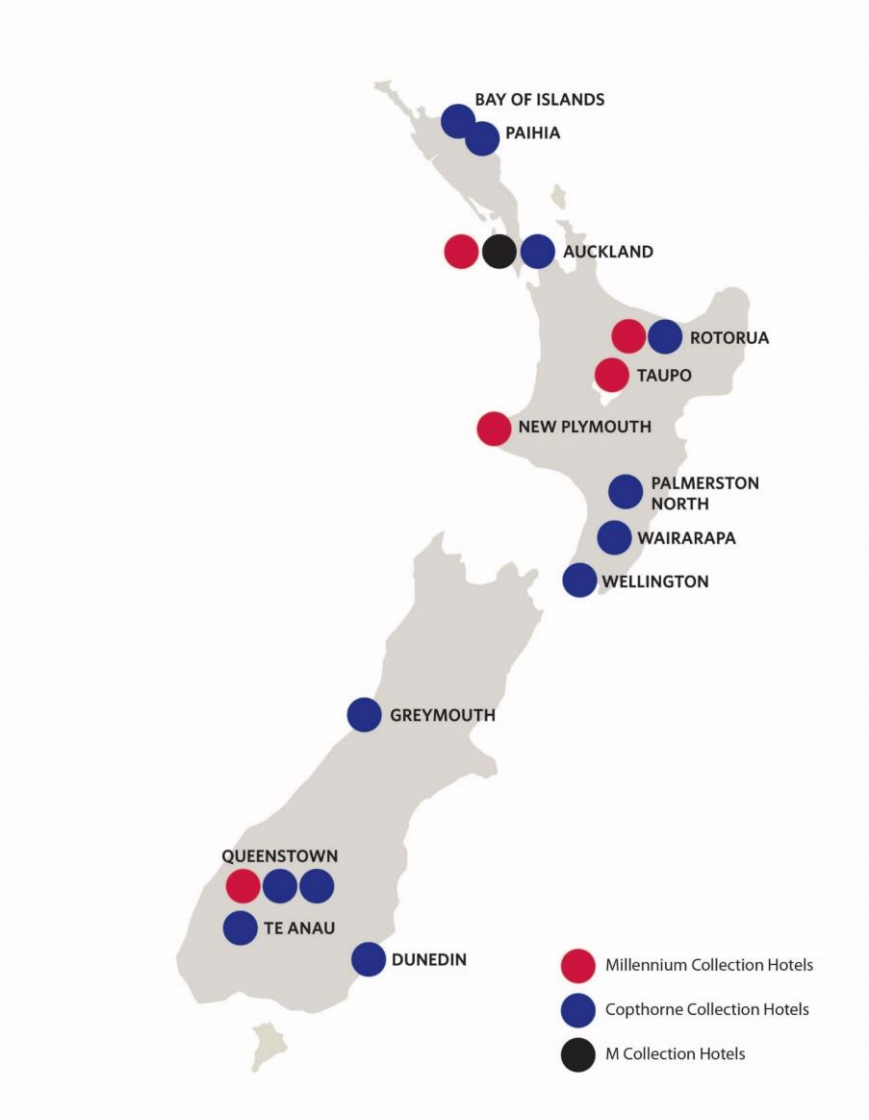 BAY OF ISLANDS
PAIHIA
AUCKLAND
ROTORUA
TAUPO
NEW PLYMOUTH
PALMERSTON
NORTH
WAIRARAPA
WELLINGTON
GREYMOUTH
QUEENSTOWN
TE ANAU
DUNEDIN
Millennium Collection Hotels
Copthorne Collection Hotels
M Collection Hotels